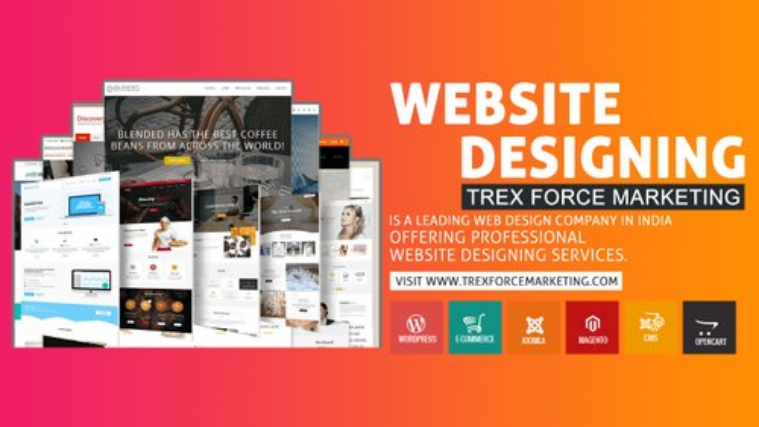 BLENDED
Discover
BLENDED HAS THE BEST COFFEE
BEANS FROM ACROSS THE WORLD!
WEBSITE
DESIGNING
TREX FORCE MARKETING
IS A LEADING WEB DESIGN COMPANY IN INDIA
OFFERING PROFESSIONAL
WEBSITE DESIGNING SERVICES.
VISIT WWW.TREXFORCEMARKETING.COM
WORDPRESS E-COMMERCE JOOMLA MAGENTO CMS OPENCART